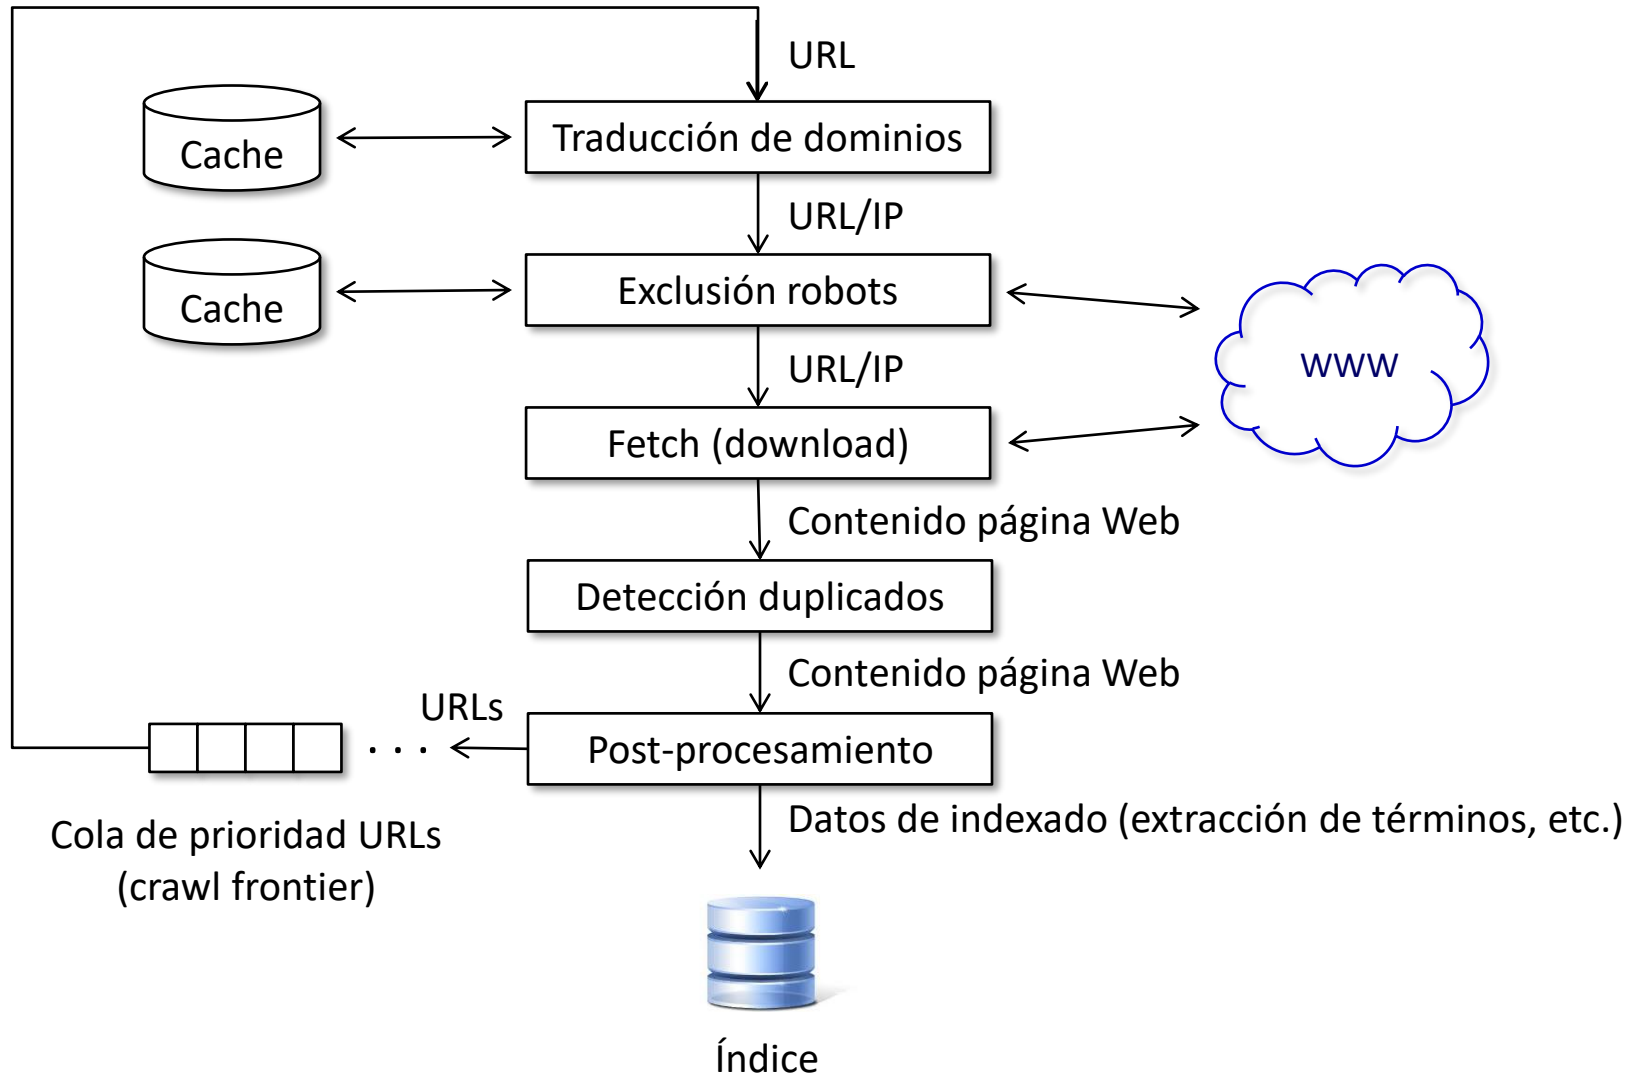 URL
Cache
Traducción de dominios
URL/IP
Cache
Exclusión robots
URL/IP
WWW
Fetch (download)
Contenido página Web
Detección duplicados
Contenido página Web
URLs
. . .
Post-procesamiento
Cola de prioridad URLs
(crawl frontier)
Datos de indexado (extracción de términos, etc.)
Índice